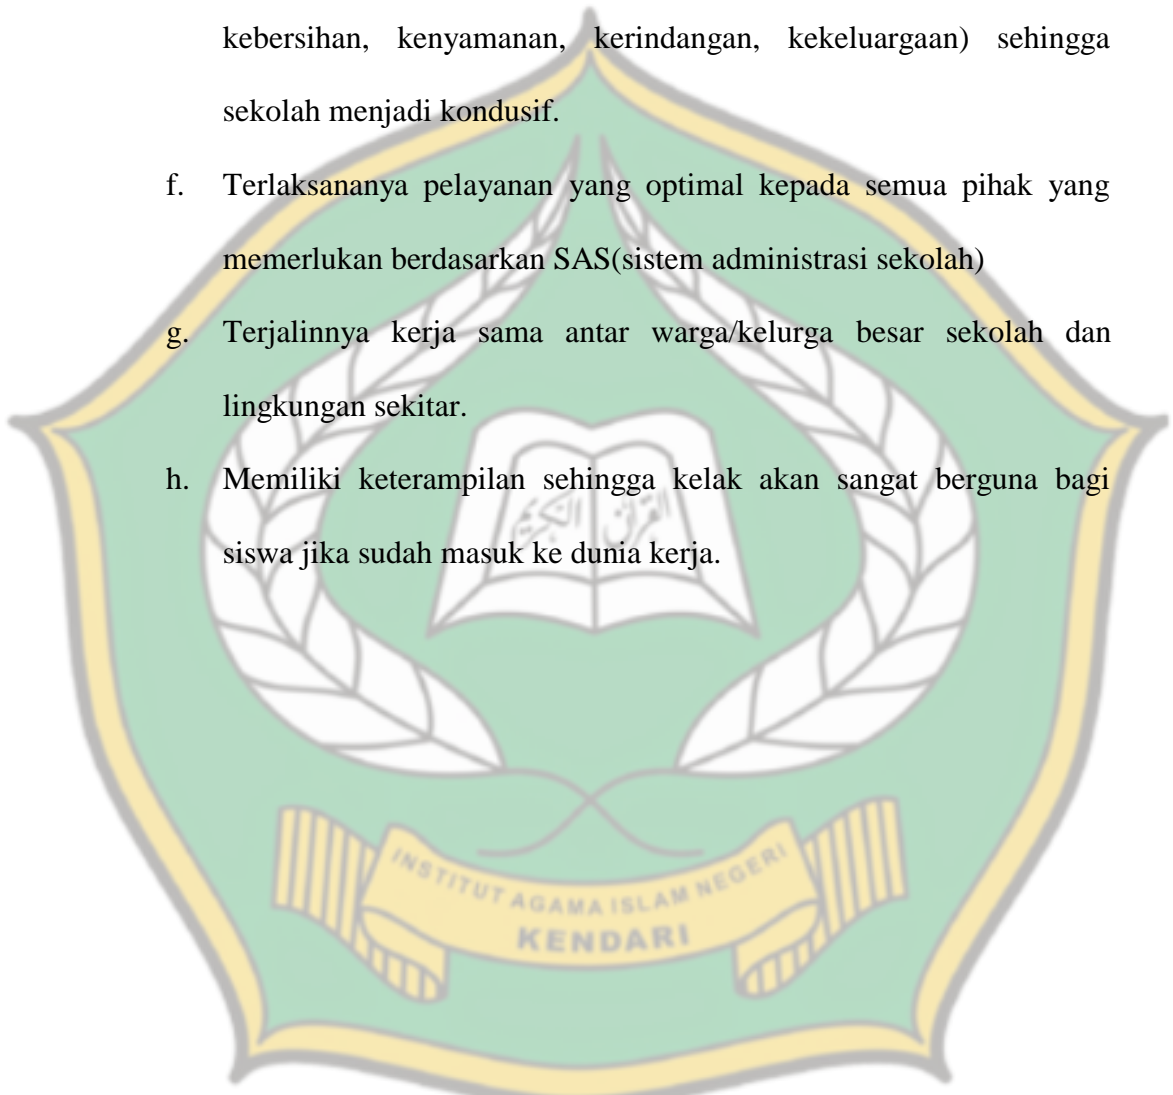 kebersihan, kenyamanan, kerindangan, kekeluargaan) sehingga
sekolah menjadi kondusif.
f. Terlaksananya pelayanan yang optimal kepada semua pihak yang
memerlukan berdasarkan SAS(sistem administrasi sekolah)
g. Terjalinnya kerja sama antar warga/kelurga besar sekolah dan
lingkungan sekitar.
h. Memiliki keterampilan sehingga kelak akan sangat berguna bagi
siswa jika sudah masuk ke dunia kerja.
القرآن الكريم
INSTITUT AGAMA ISLAM NEGERI
KENDARI